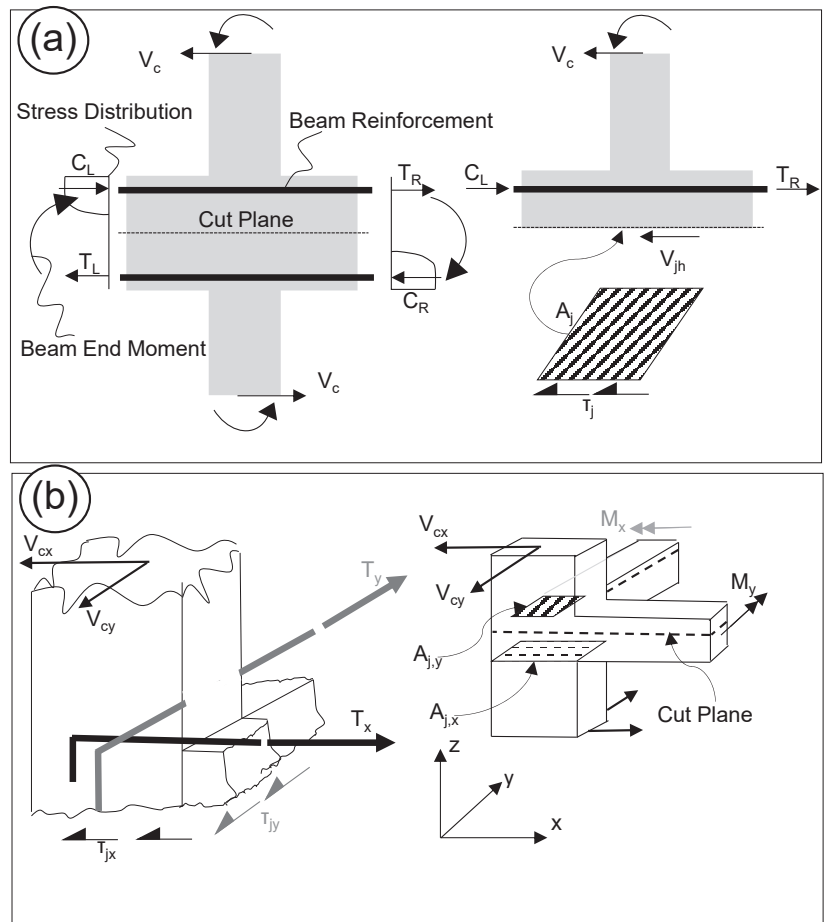 (a)
V_c
V_c
Stress Distribution
Beam Reinforcement
C_L
T_R
C_L
T_R
Cut Plane
T_L
V_jh
C_R
A_j
Beam End Moment
V_c
τ_j
(b)
V_cx
V_cy
T_y
T_x
τ_jy
τ_jx
V_cx
M_x
V_cy
M_y
A_j,y
A_j,x
Cut Plane
z
y
x